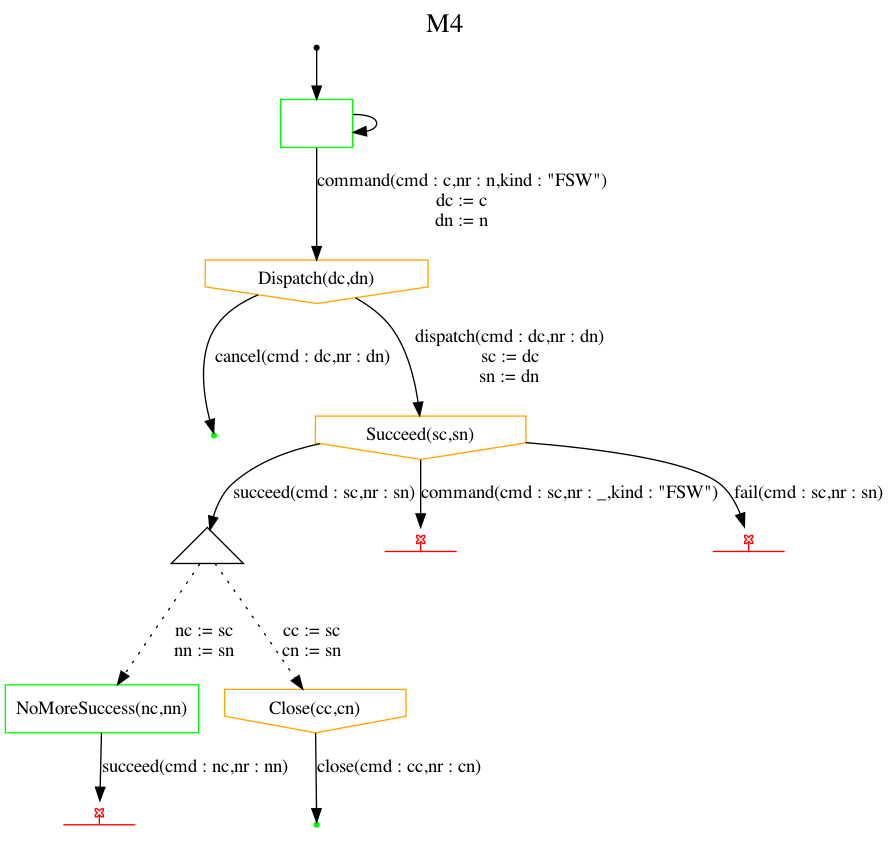 M4
command(cmd : c,nr : n,kind : "FSW")
dc := c
dn := n
Dispatch(dc,dn)
cancel(cmd : dc,nr : dn)
dispatch(cmd : dc,nr : dn)
sc := dc
sn := dn
Succeed(sc,sn)
succeed(cmd : sc,nr : sn)
command(cmd : sc,nr : _,kind : "FSW")
fail(cmd : sc,nr : sn)
nc := sc
nn := sn
cc := sc
cn := sn
NoMoreSuccess(nc,nn)
Close(cc,cn)
succeed(cmd : nc,nr : nn)
close(cmd : cc,nr : cn)